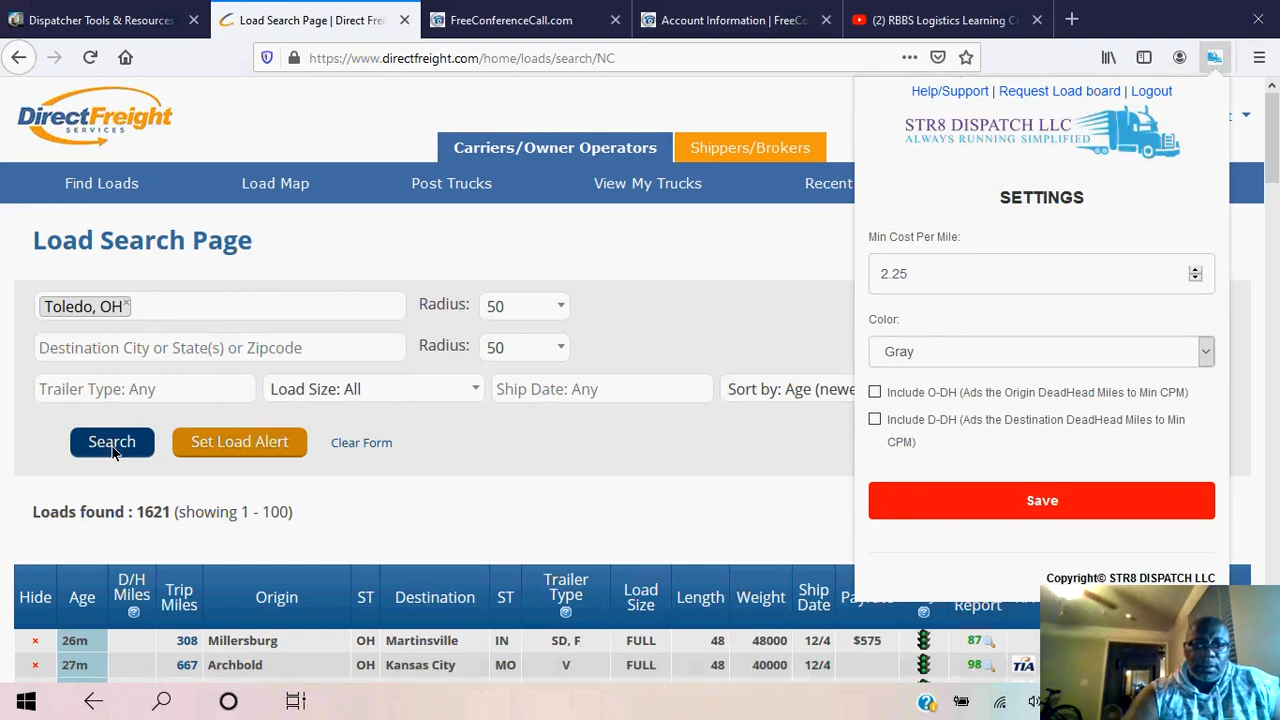 Dispatcher Tools & Resources
Load Search Page | Direct Frei
FreeConferenceCall.com
Account Information | FreeCo
(2) RBBS Logistics Learning C
https://www.directfreight.com/home/loads/search/NC
DirectFreight
SERVICES
Carriers/Owner Operators
Shippers/Brokers
Find Loads
Load Map
Post Trucks
View My Trucks
Recent
Help/Support | Request Load board | Logout
STR8 DISPATCH LLC
ALWAYS RUNNING SIMPLIFIED
SETTINGS
Min Cost Per Mile:
2.25
Color:
Gray
Include O-DH (Ads the Origin DeadHead Miles to Min CPM)
Include D-DH (Ads the Destination DeadHead Miles to Min
CPM)
Save
Copyright© STR8 DISPATCH LLC
Load Search Page
Toledo, OH ×
Radius: 50
Destination City or State(s) or Zipcode
Radius: 50
Trailer Type: Any
Load Size: All
Ship Date: Any
Sort by: Age (newe
Search
Set Load Alert
Clear Form
Loads found : 1621 (showing 1 - 100)
Hide Age D/H Miles Trip Miles Origin ST Destination ST Trailer Type Load Size Length Weight Ship Date Report
× 26m 308 Millersburg OH Martinsville IN SD, F FULL 48 48000 12/4 $575 87
× 27m 667 Archbold OH Kansas City MO V FULL 48 40000 12/4 98 TIA